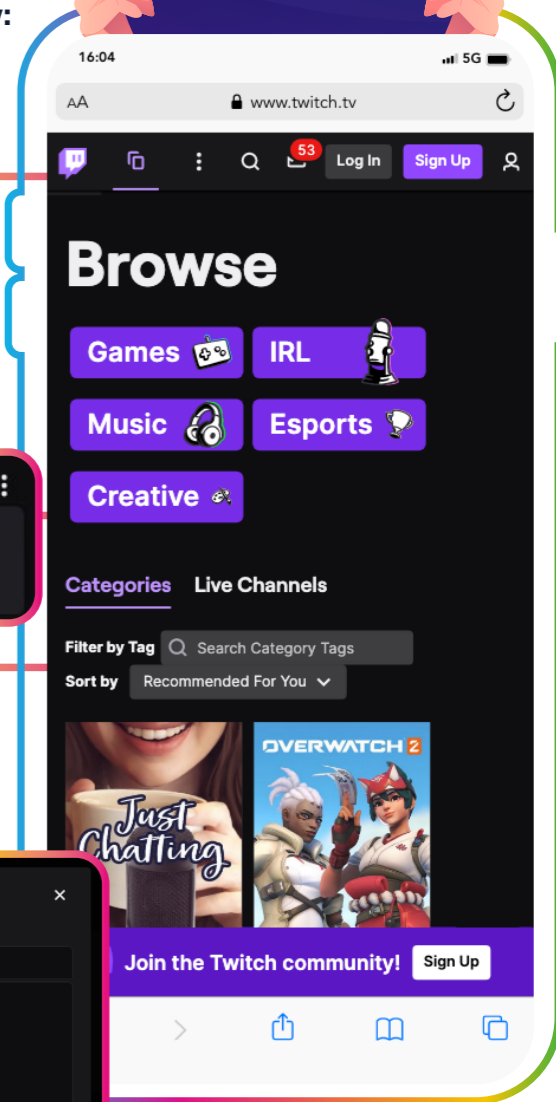 16:04 5G
AA www.twitch.tv
53 Log In Sign Up
Browse
Games IRL
Music Esports
Creative
Categories Live Channels
Filter by Tag Search Category Tags
Sort by Recommended For You
Just
Chatting
OVERWATCH 2
Join the Twitch community! Sign Up